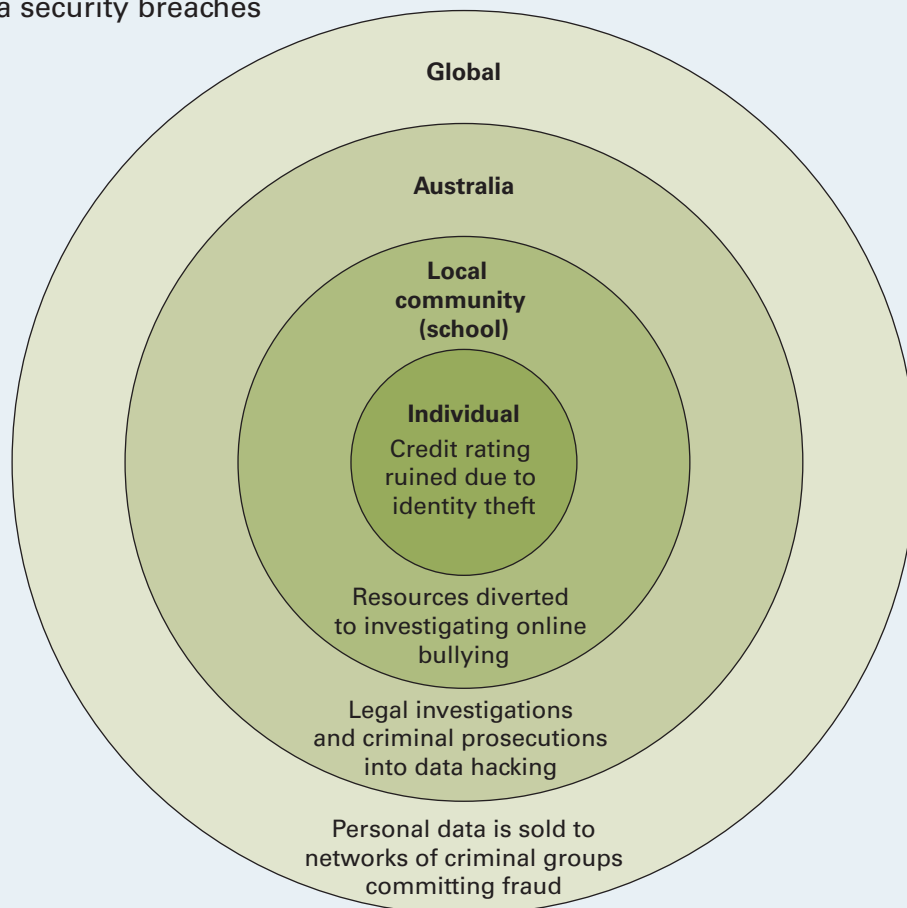 a security breaches
Global
Australia
Local
community
(school)
Individual
Credit rating
ruined due to
identity theft
Resources diverted
to investigating online
bullying
Legal investigations
and criminal prosecutions
into data hacking
Personal data is sold to
networks of criminal groups
committing fraud